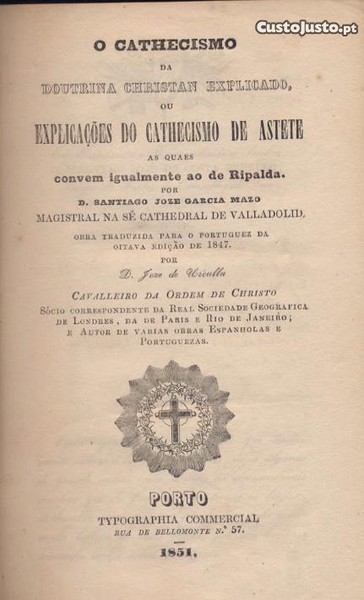 CustoJusto.pt
O CATHECISMO
DA
DOUTRINA CHRISTAN EXPLICADO,
OU
EXPLICAÇÕES DO CATHECISMO DE ASTETE
AS QUAES
convem igualmente ao de Ripalda.
POR
D. SANTIAGO JOZE GARCIA MAZO
MAGISTRAL NA SÉ CATHEDRAL DE VALLADOLID.
OBRA TRADUZIDA PARA O PORTUGUEZ DA
OITAVA EDIÇÃO DE 1847.
POR
D. Joze de Urcullu
CAVALLEIRO DA ORDEM DE CHRISTO
SÓCIO CORRESPONDENTE DA REAL SOCIEDADE GEOGRAFICA
DE LONDRES, DA DE PARIS E RIO DE JANEIRO;
E AUTOR DE VARIAS OBRAS ESPANHOLAS E
PORTUGUEZAS.
PORTO
TYPOGRAPHIA COMMERCIAL
RUA DE BELLOMONTE N.º 57.
1851.